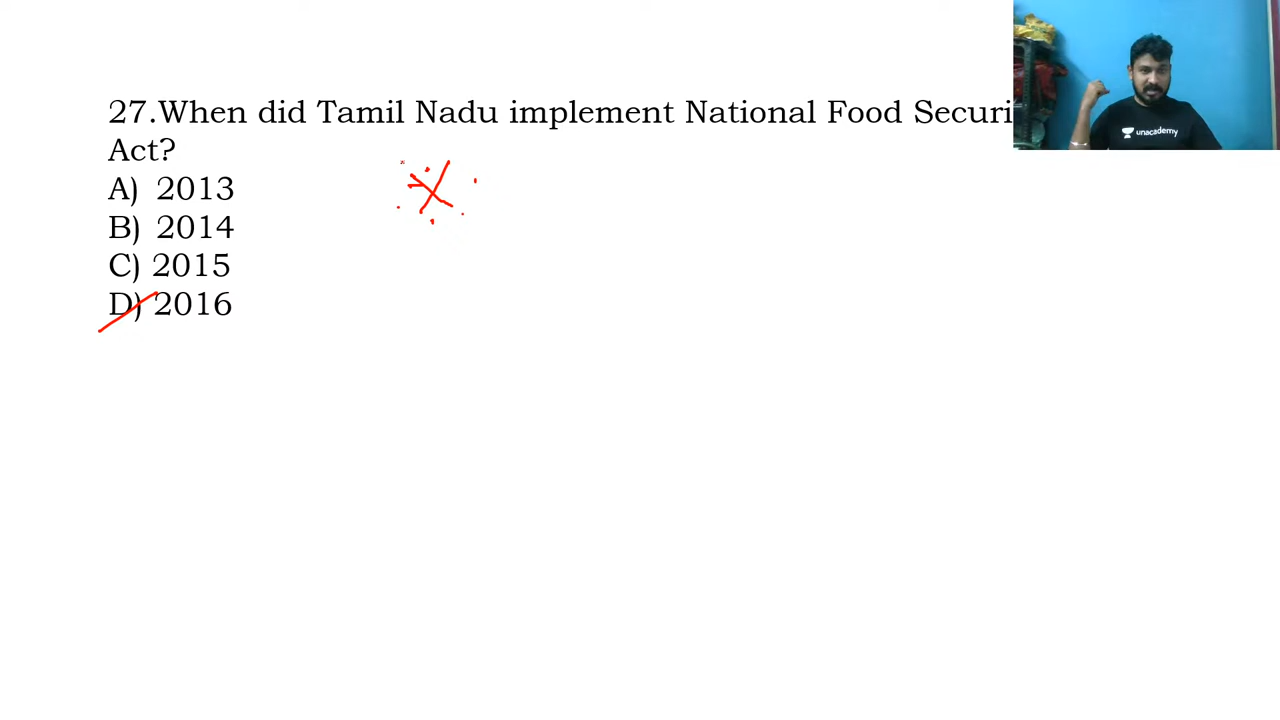 27.When did Tamil Nadu implement National Food Securi
Act?
A) 2013
B) 2014
C) 2015
D) 2016
unacademy